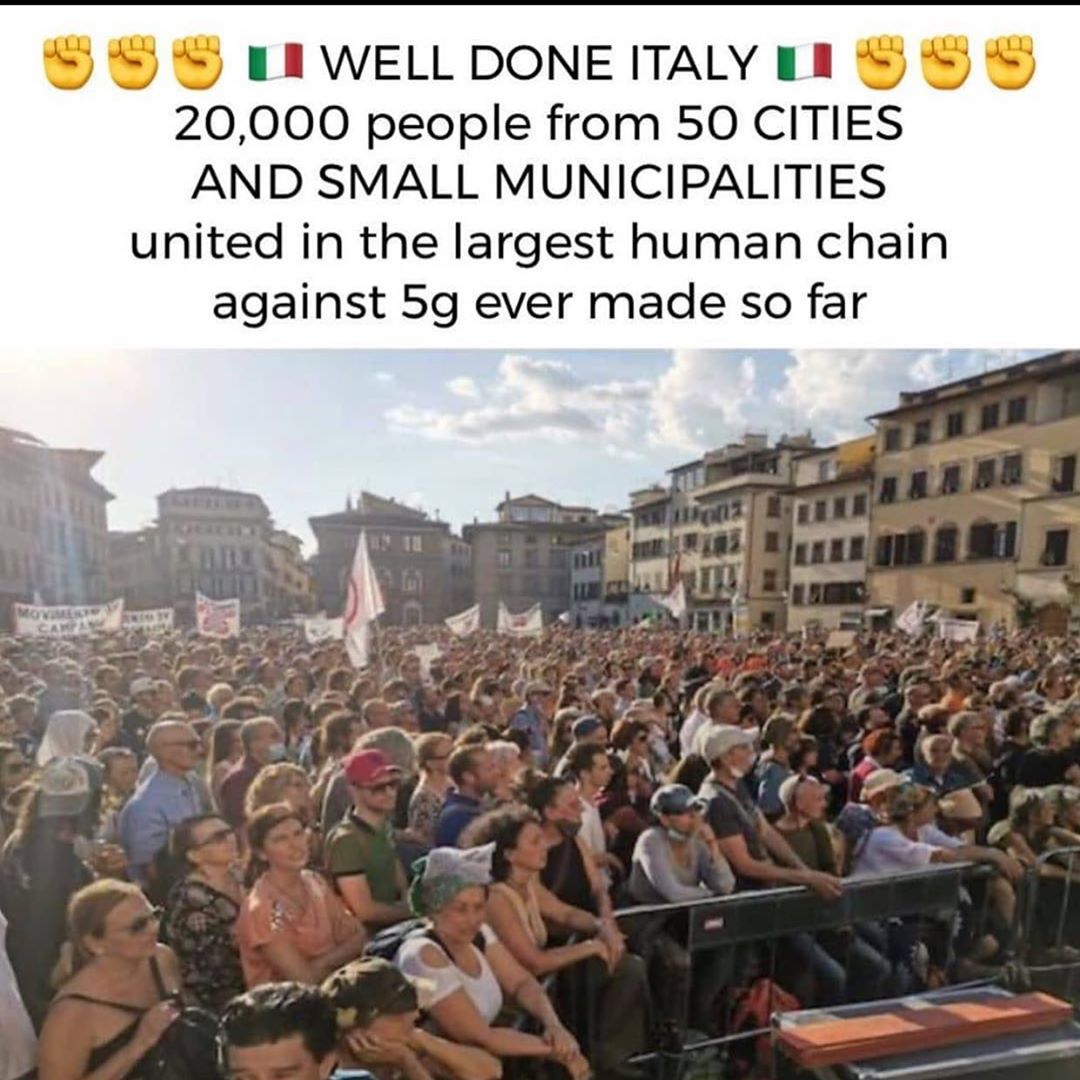 ✊✊✊ 🇮🇹 WELL DONE ITALY 🇮🇹 ✊✊✊
20,000 people from 50 CITIES
AND SMALL MUNICIPALITIES
united in the largest human chain
against 5g ever made so far
MOVIMENTO